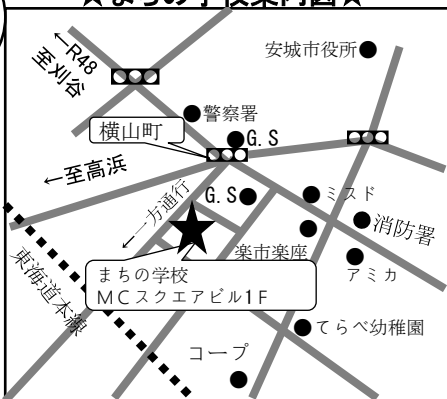 ★まちの学校案内図★
←R48
至刈谷
安城市役所
警察署
横山町
G.S
←至高浜
←一方通行
G.S
ミスド
消防署
楽市楽座
アミカ
まちの学校
MCスクエアビル1F
東海道本線
てらべ幼稚園
コープ